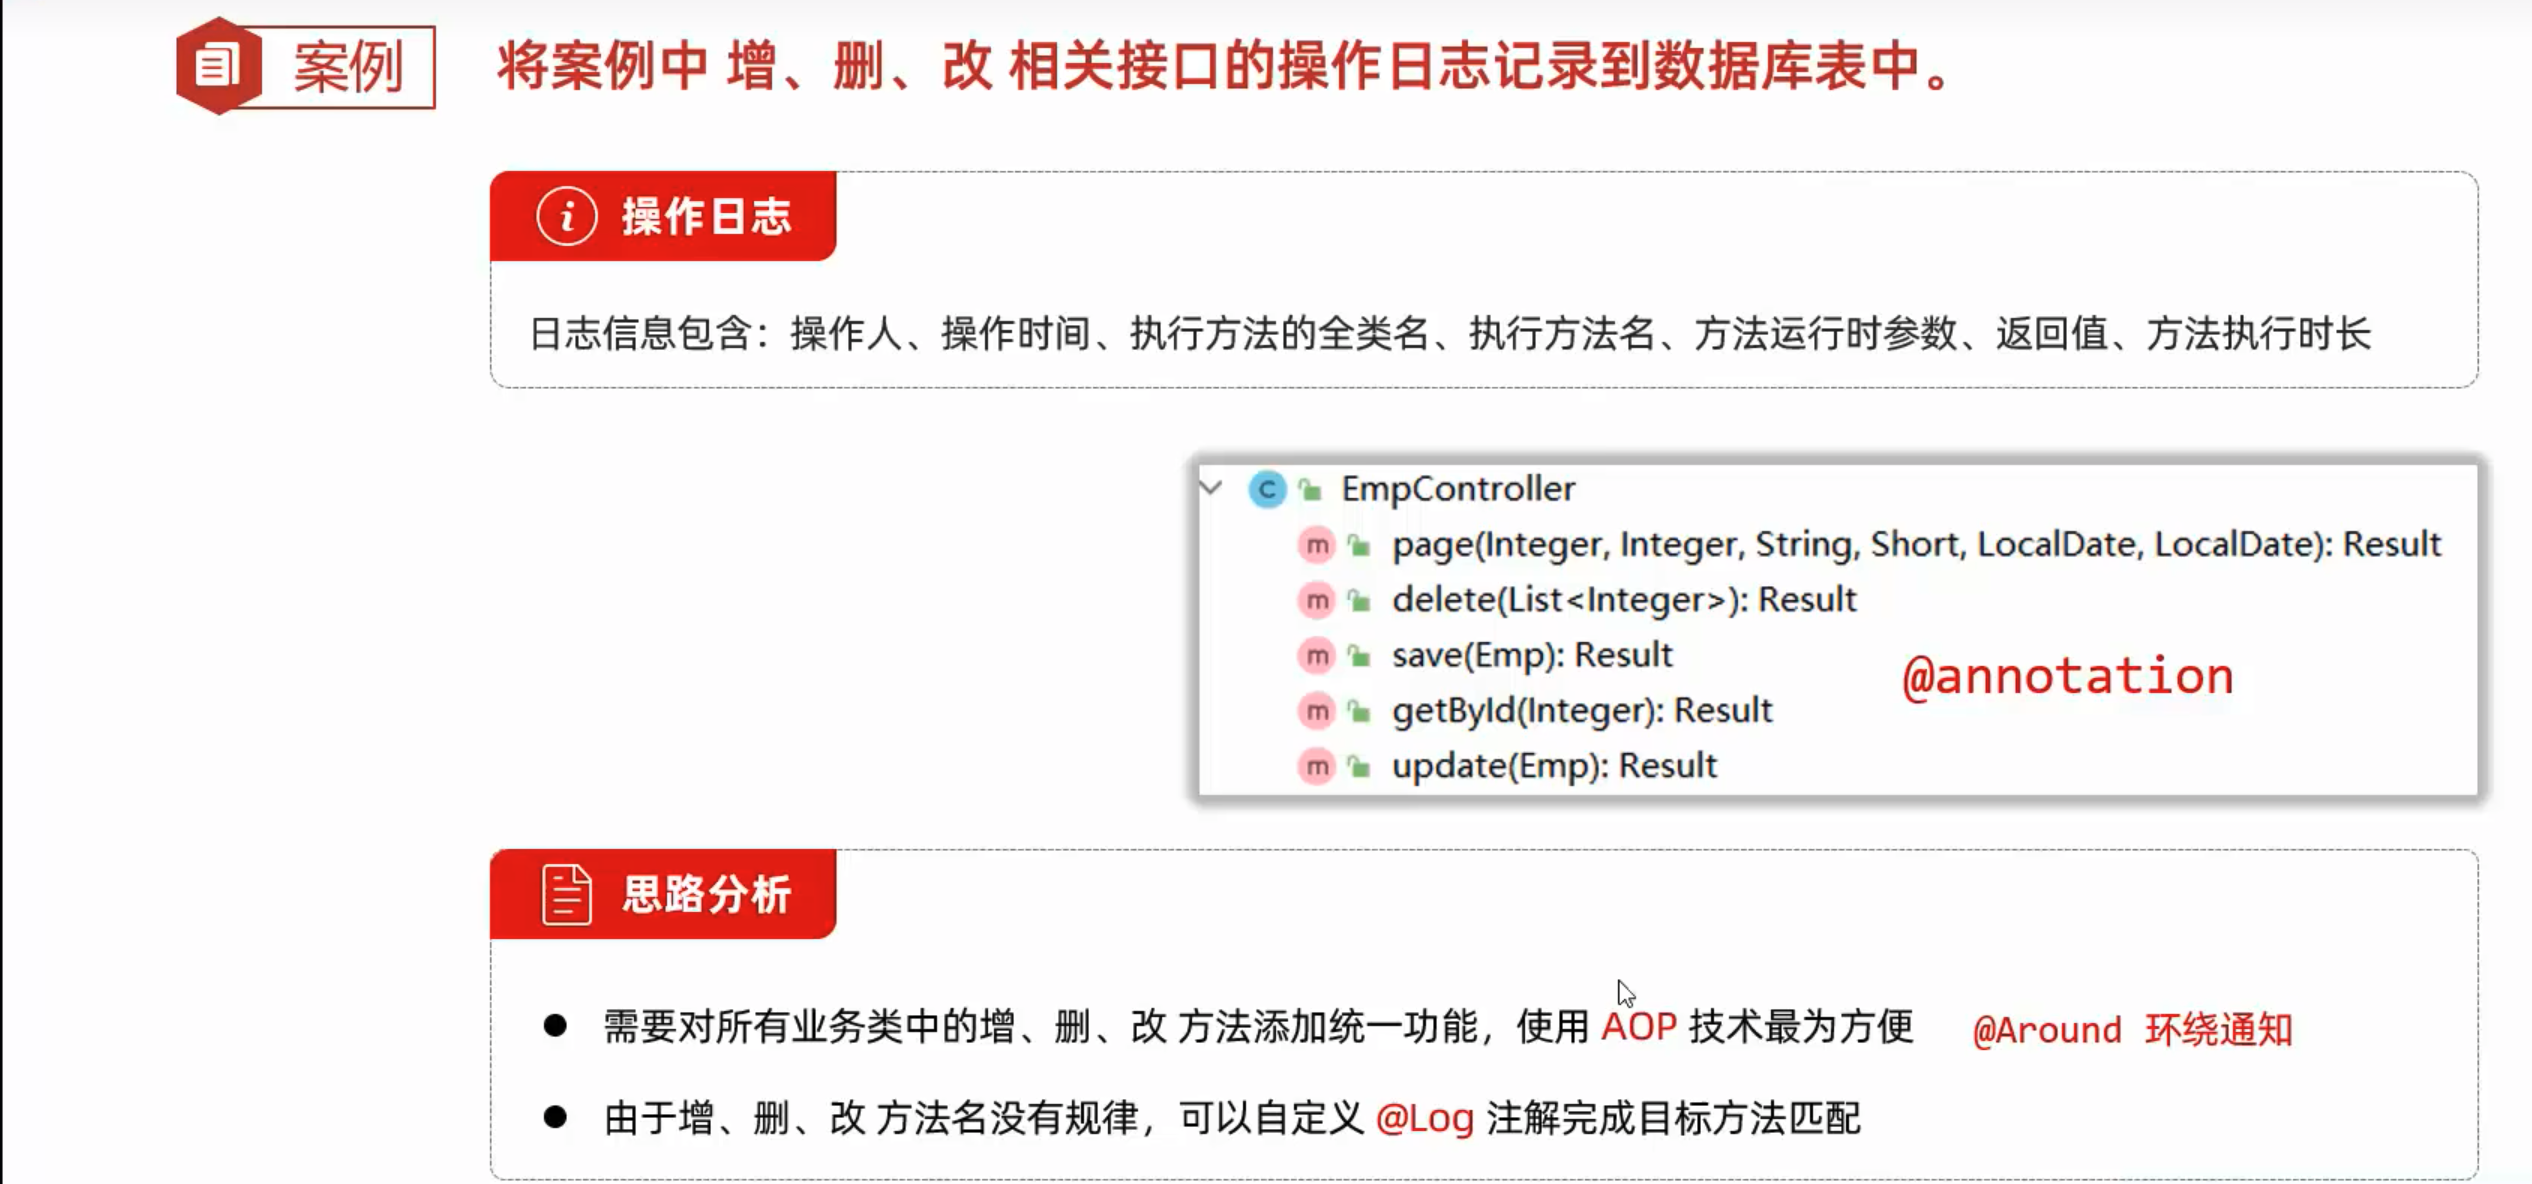 案例
将案例中 增、删、改 相关接口的操作日志记录到数据库表中。
操作日志
日志信息包含：操作人、操作时间、执行方法的全类名、执行方法名、方法运行时参数、返回值、方法执行时长
EmpController
page(Integer, Integer, String, Short, LocalDate, LocalDate): Result
delete(List<Integer>): Result
save(Emp): Result
@annotation
getById(Integer): Result
update(Emp): Result
思路分析
需要对所有业务类中的增、删、改 方法添加统一功能，使用 AOP 技术最为方便 @Around 环绕通知
由于增、删、改 方法名没有规律，可以自定义 @Log 注解完成目标方法匹配